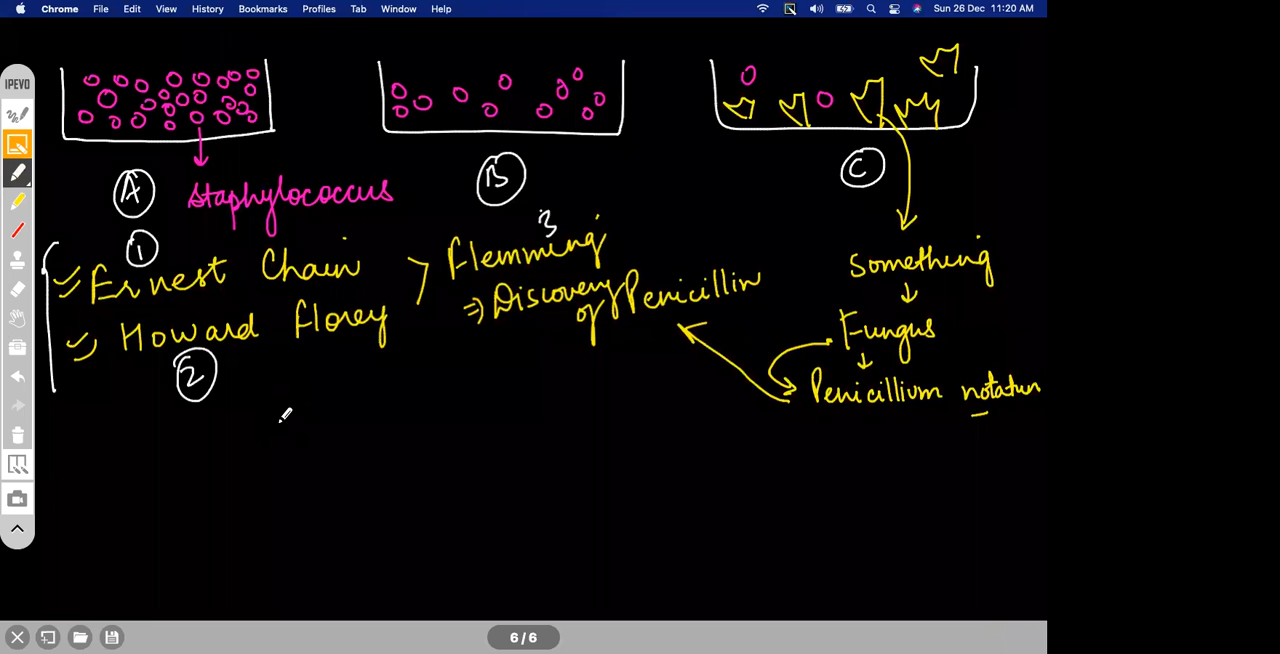 Chrome File Edit View History Bookmarks Profiles Tab Window Help Sun 26 Dec 11:20 AM
IPEVO
A
Staphylococcus
B
C
1
Ernest Chain
Howard Florey
2
3
Flemming
⇒ Discovery of Penicillin
Something
Fungus
Penicillium notatum
6/6